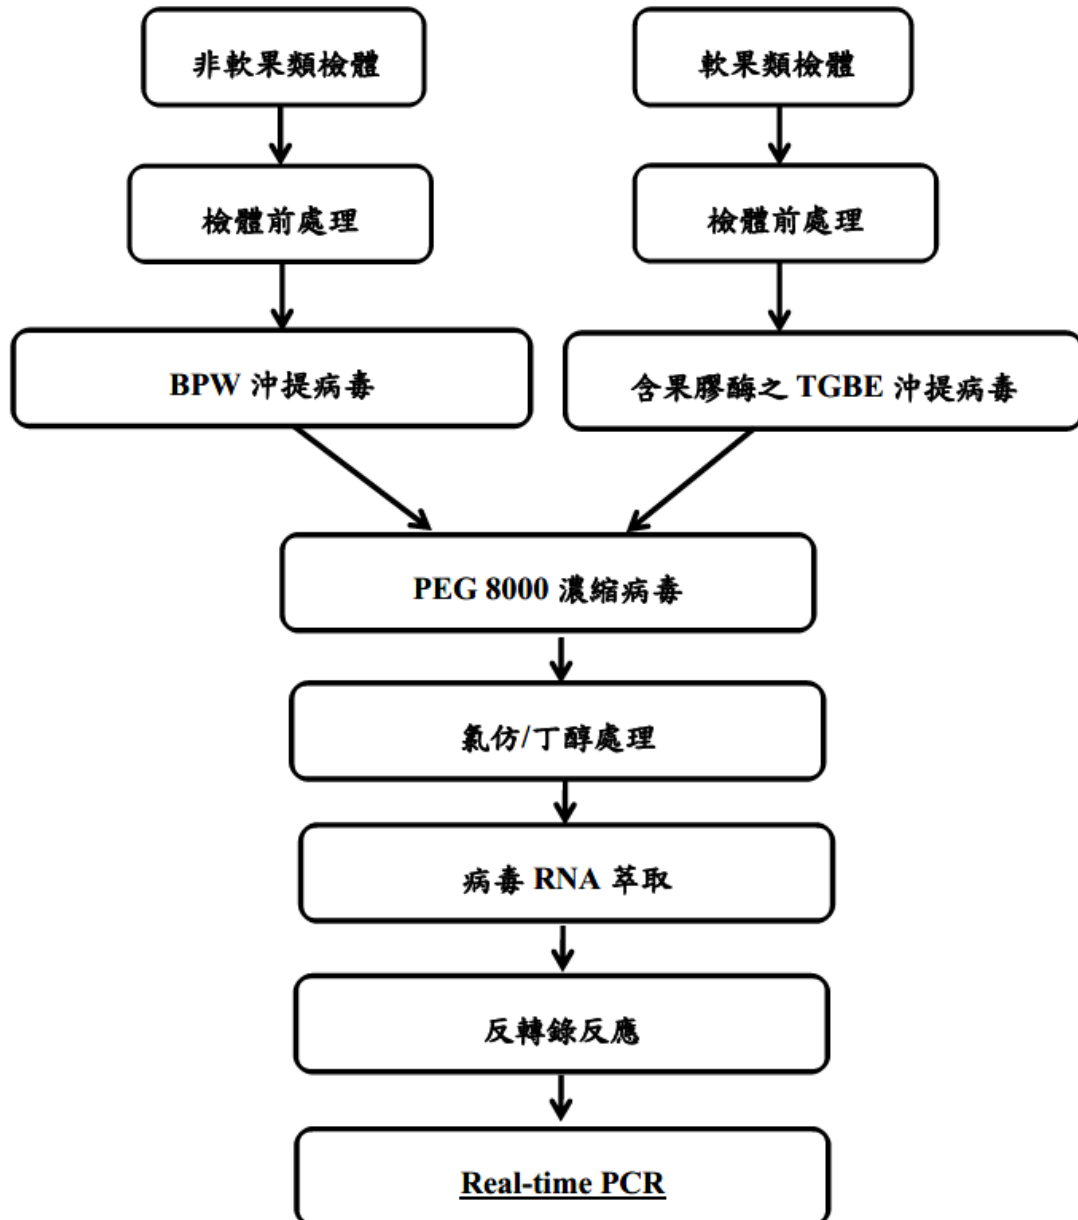 非軟果類檢體
軟果類檢體
檢體前處理
檢體前處理
BPW 沖提病毒
含果膠酶之 TGBE 沖提病毒
PEG 8000 濃縮病毒
氯仿/丁醇處理
病毒 RNA 萃取
反轉錄反應
Real-time PCR